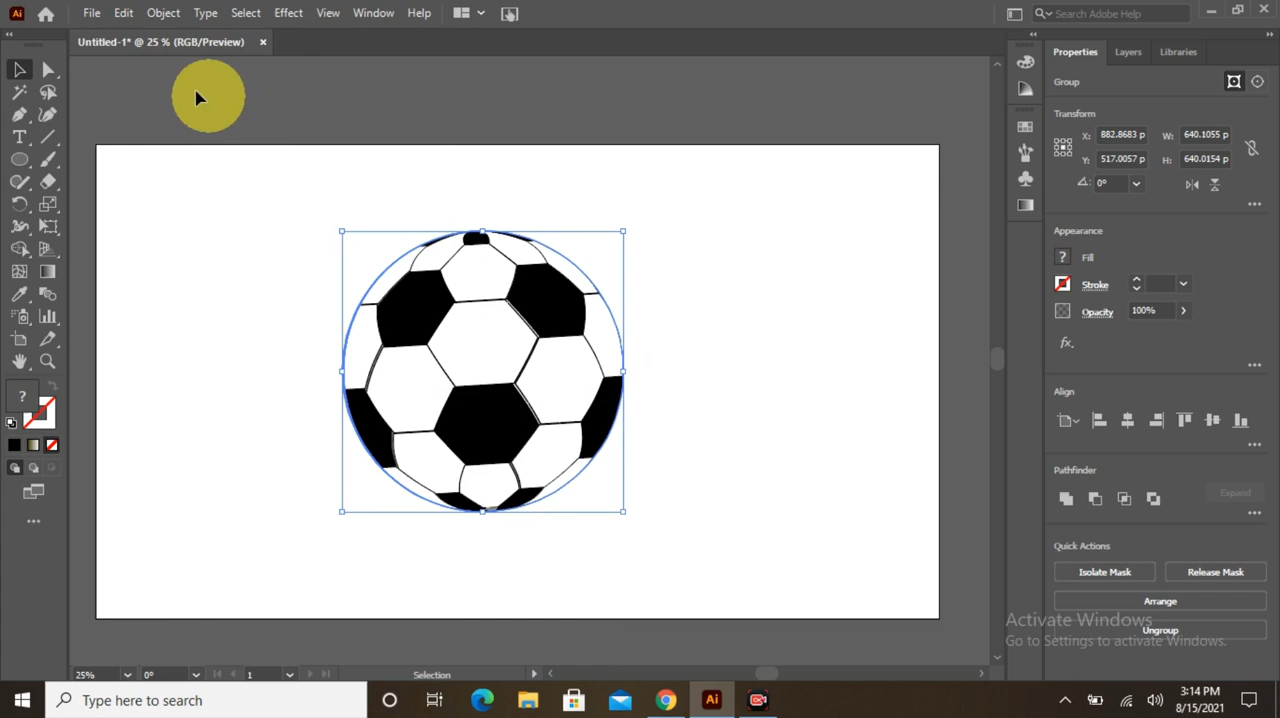 Ai
File Edit Object Type Select Effect View Window Help
Search Adobe Help
Untitled-1* @ 25 % (RGB/Preview) ×
Properties Layers Libraries
Group
Transform
X: 882.8683 p W: 640.1055 p
Y: 517.0057 p H: 640.0154 p
0°
Appearance
? Fill
Stroke
Opacity 100%
fx.
Align
Pathfinder
Expand
Quick Actions
Isolate Mask Release Mask
Arrange
Ungroup
Activate Windows
Go to Settings to activate Windows.
?
25% 0° 1 Selection
Type here to search
Ai
3:14 PM
8/15/2021